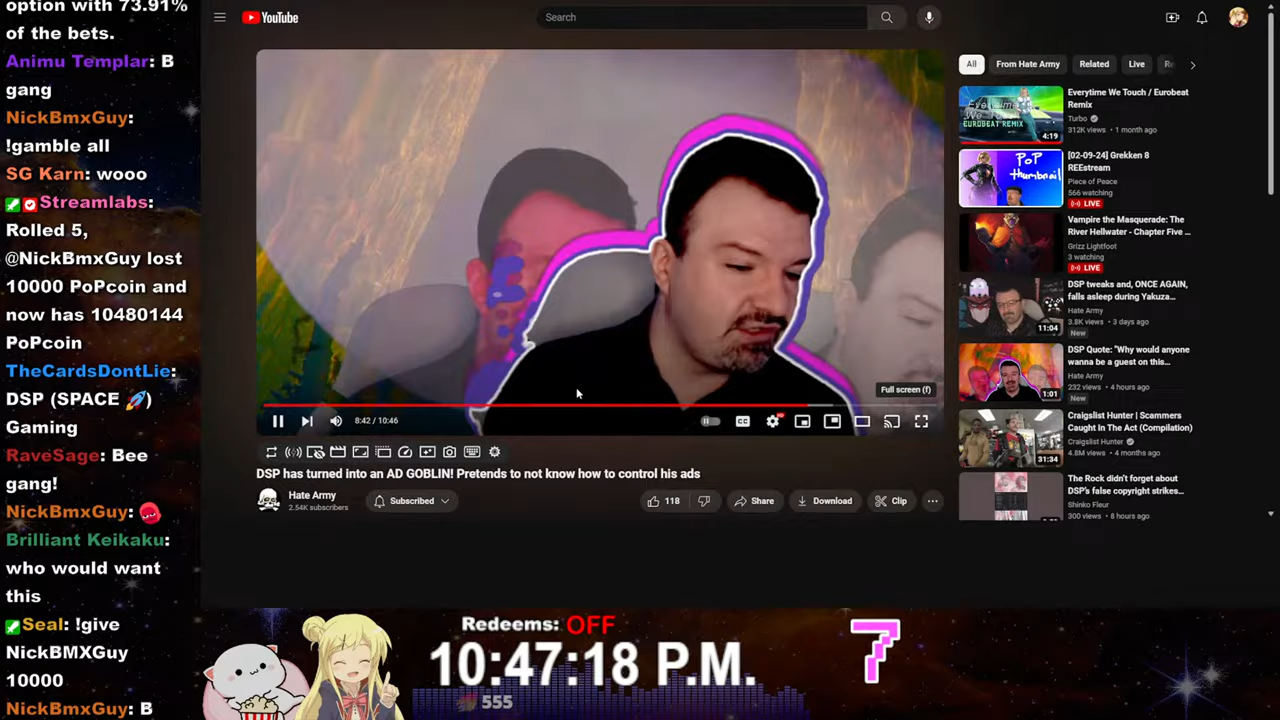 option with 73.91%
of the bets.
Animu Templar: B
gang
NickBmxGuy:
!gamble all
SG Karn: wooo
Streamlabs:
Rolled 5,
@NickBmxGuy lost
10000 PoPcoin and
now has 10480144
PoPcoin
TheCardsDontLie:
DSP (SPACE 🚀)
Gaming
RaveSage: Bee
gang!
NickBmxGuy:
Brilliant Keikaku:
who would want
this
Seal: !give
NickBMXGuy
10000
NickBmxGuy: B
YouTube
Search
Full screen (f)
8:42 / 10:46
CC
DSP has turned into an AD GOBLIN! Pretends to not know how to control his ads
Hate Army
2.54K subscribers
Subscribed
118
Share
Download
Clip
All
From Hate Army
Related
Live
Everytime We Touch / Eurobeat
Remix
Turbo
312K views • 1 month ago
EUROBEAT REMIX
4:19
[02-09-24] Grekken 8
REEstream
Piece of Peace
566 watching
LIVE
PoP
thumbnail
Vampire the Masquerade: The
River Hellwater - Chapter Five ...
Grizz Lightfoot
3 watching
LIVE
DSP tweaks and, ONCE AGAIN,
falls asleep during Yakuza...
Hate Army
3.8K views • 3 days ago
New
11:04
DSP Quote: "Why would anyone
wanna be a guest on this...
Hate Army
232 views • 4 hours ago
New
1:01
Craigslist Hunter | Scammers
Caught In The Act (Compilation)
Craigslist Hunter
4.8M views • 4 months ago
31:34
The Rock didn't forget about
DSP's false copyright strikes...
Shinko Fleur
300 views • 8 hours ago
Redeems: OFF
10:47:18 P.M.
555
7